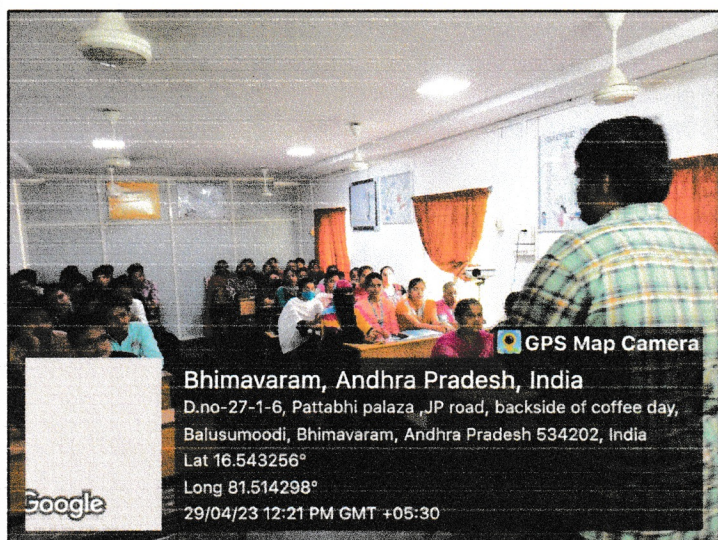 GPS Map Camera
Bhimavaram, Andhra Pradesh, India
D.no-27-1-6, Pattabhi palaza ,JP road, backside of coffee day,
Balusumoodi, Bhimavaram, Andhra Pradesh 534202, India
Lat 16.543256°
Long 81.514298°
29/04/23 12:21 PM GMT +05:30
Google